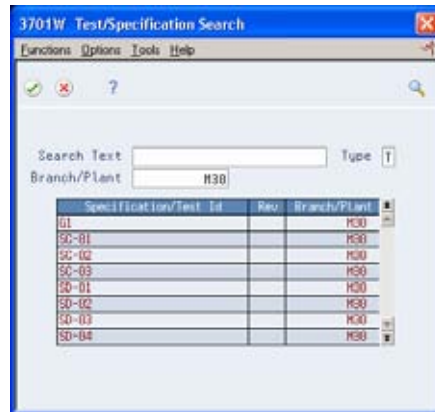 3701W Test/Specification Search
Functions Options Tools Help
?
Search Text Type T
Branch/Plant M30
Specification/Test Id Rev Branch/Plant
G1 M30
SC-01 M30
SC-02 M30
SC-03 M30
SD-01 M30
SD-02 M30
SD-03 M30
SD-04 M30